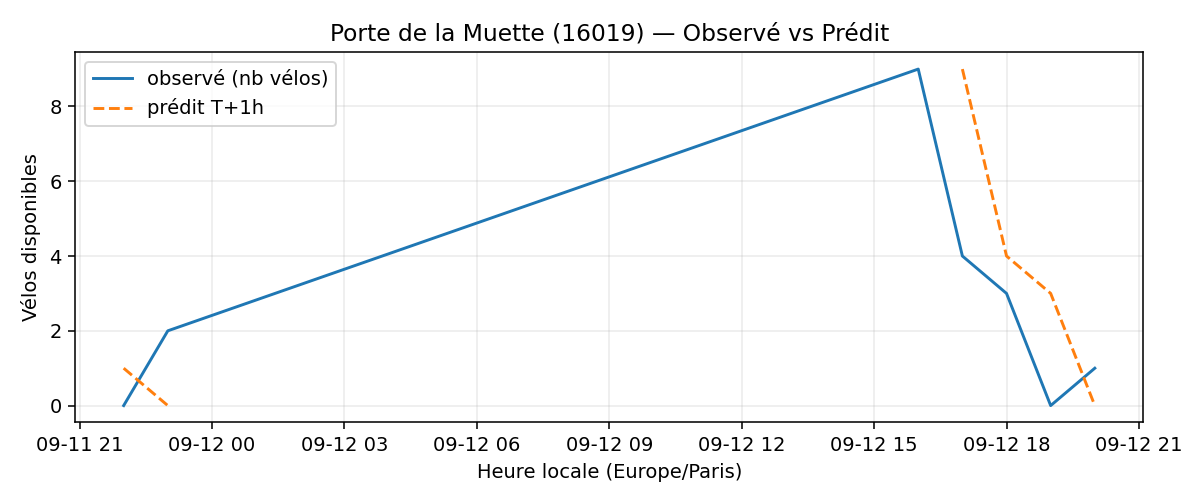 Porte de la Muette (16019) — Observé vs Prédit
observé (nb vélos)
prédit T+1h
Vélos disponibles
8
6
4
2
0
09-11 21 09-12 00 09-12 03 09-12 06 09-12 09 09-12 12 09-12 15 09-12 18 09-12 21
Heure locale (Europe/Paris)